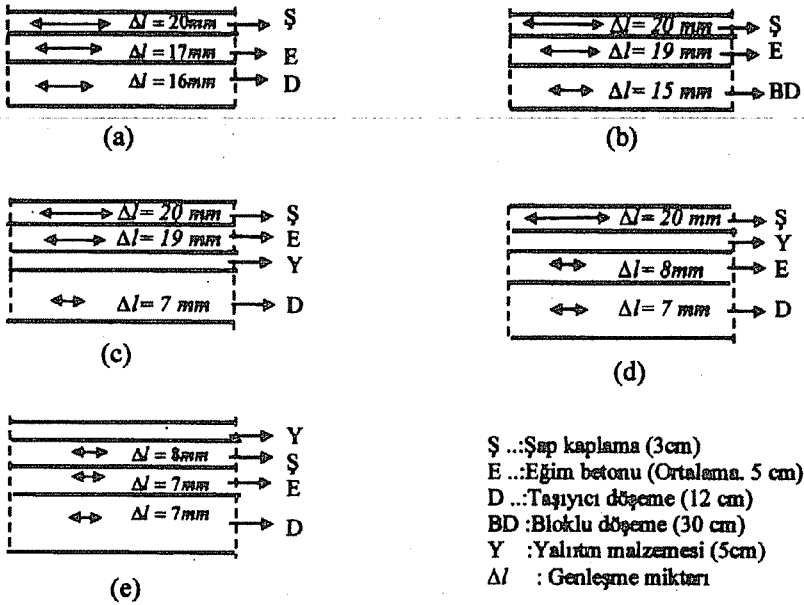 Δl = 20mm Ş
Δl = 17mm E
Δl = 16mm D
(a)
Δl = 20 mm Ş
Δl = 19 mm E
Δl = 15 mm BD
(b)
Δl = 20 mm Ş
Δl = 19 mm E
Y
Δl = 7 mm D
(c)
Δl = 20 mm Ş
Y
Δl = 8mm E
Δl = 7 mm D
(d)
Y
Δl = 8mm Ş
Δl = 7mm E
Δl = 7mm D
(e)
Ş ..:Şap kaplama (3cm)
E ..:Eğim betonu (Ortalama. 5 cm)
D ..:Taşıyıcı döşeme (12 cm)
BD :Bloklu döşeme (30 cm)
Y :Yalıtım malzemesi (5cm)
Δl : Genleşme miktarı